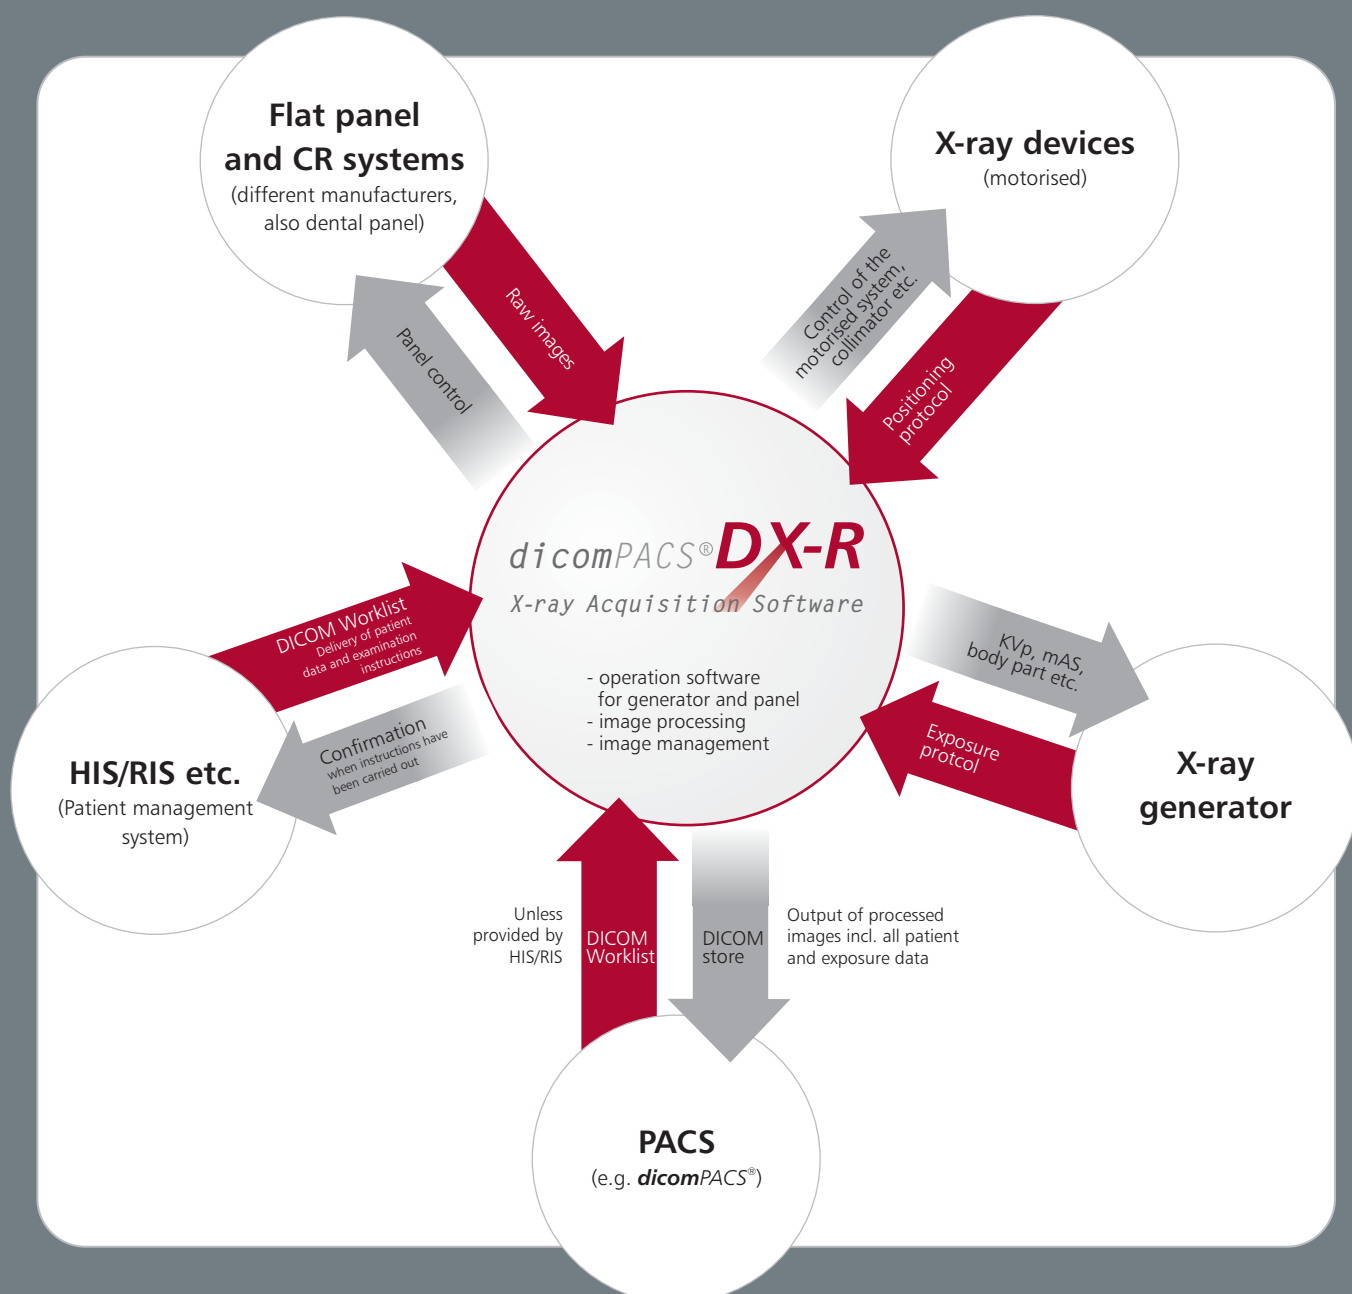 Flat panel
and CR systems
(different manufacturers,
also dental panel)
X-ray devices
(motorised)
Raw images
Panel control
Control of the
motorised system,
collimator etc.
Positioning
protocol
dicomPACS® DX-R
X-ray Acquisition Software
- operation software
for generator and panel
- image processing
- image management
DICOM Worklist
Delivery of patient
data and examination
instructions
Confirmation
when instructions have
been carried out
HIS/RIS etc.
(Patient management
system)
KVp, mAS,
body part etc.
Exposure
protcol
X-ray
generator
Unless
provided by
HIS/RIS
DICOM
Worklist
DICOM
store
Output of processed
images incl. all patient
and exposure data
PACS
(e.g. dicomPACS®)